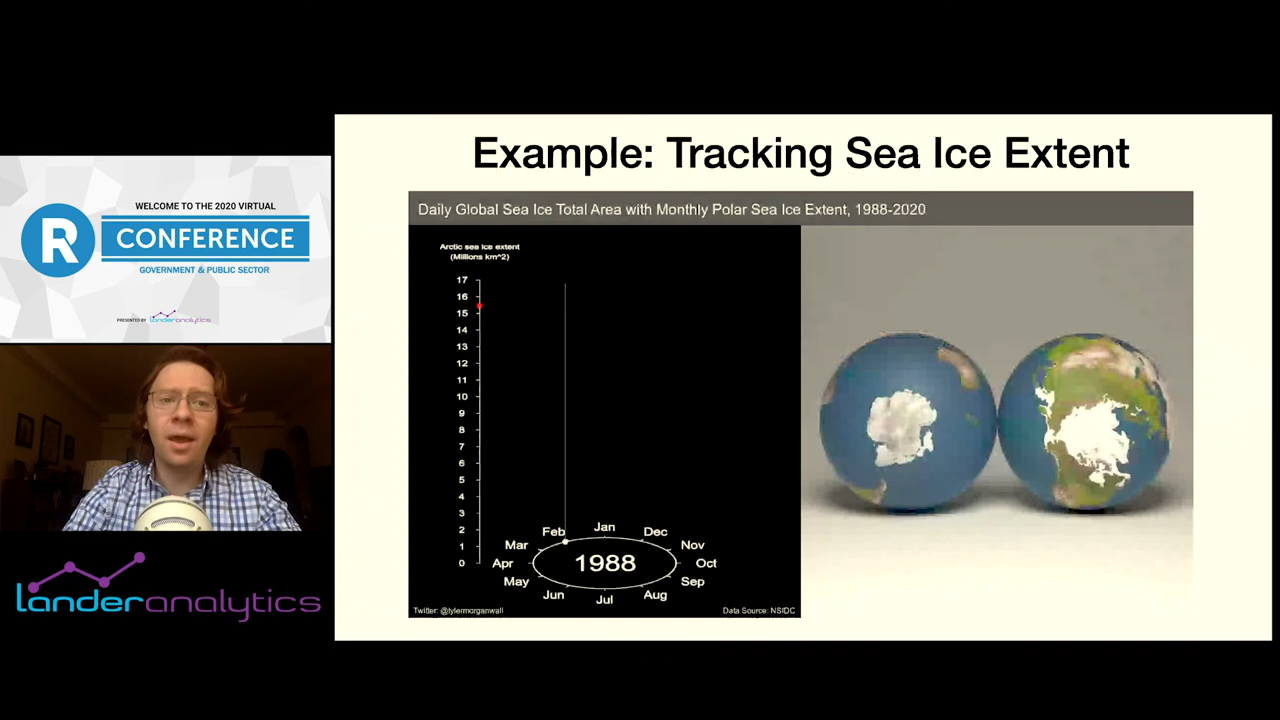 WELCOME TO THE 2020 VIRTUAL
R
CONFERENCE
GOVERNMENT & PUBLIC SECTOR
PRESENTED BY landeranalytics
landeranalytics
Example: Tracking Sea Ice Extent
Daily Global Sea Ice Total Area with Monthly Polar Sea Ice Extent, 1988-2020
Arctic sea ice extent
(Millions km^2)
17
16
15
14
13
12
11
10
9
8
7
6
5
4
3
2
1
0
Jan
Feb
Dec
Mar
Nov
Apr
1988
Oct
May
Sep
Jun
Aug
Jul
Twitter: @tylermorganwall
Data Source: NSIDC